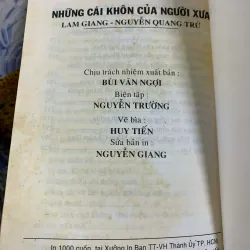 NHỮNG CÁI KHÔN CỦA NGƯỜI XƯA
LAM GIANG - NGUYỄN QUANG TRỨ
Chịu trách nhiệm xuất bản :
BÙI VĂN NGỢI
Biên tập :
NGUYỄN TRƯỜNG
Vẽ bìa :
HUY TIẾN
Sửa bản in :
NGUYỄN GIANG
In 1000 cuốn, tại Xưởng In Ban TT-VH Thành Ủy TP. HCM